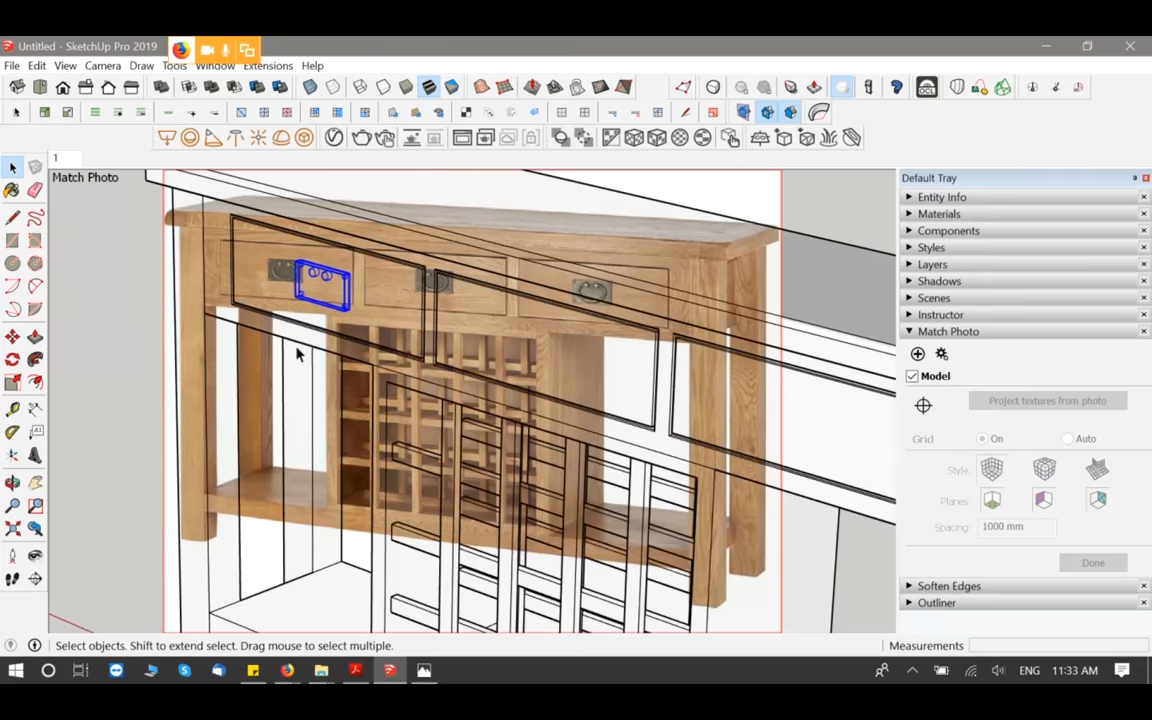 Untitled - SketchUp Pro 2019
File Edit View Camera Draw Tools Window Extensions Help
1
Match Photo
Default Tray
Entity Info
Materials
Components
Styles
Layers
Shadows
Scenes
Instructor
Match Photo
Model
Project textures from photo
Grid On Auto
Style:
Planes:
Spacing: 1000 mm
Done
Soften Edges
Outliner
Select objects. Shift to extend select. Drag mouse to select multiple. Measurements
ENG 11:33 AM